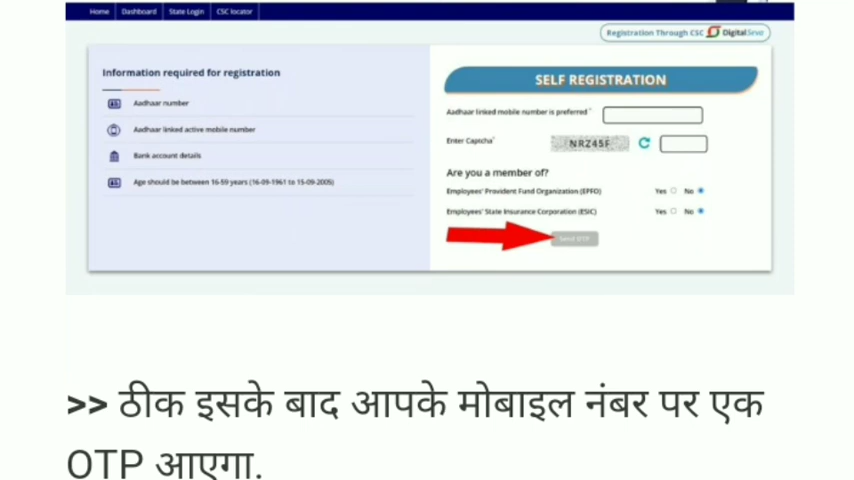 Home Dashboard State Login CSC locator
Registration Through CSC Digital Seva
Information required for registration
Aadhaar number
Aadhaar linked active mobile number
Bank account details
Age should be between 16-59 years (16-09-1961 to 15-09-2005)
SELF REGISTRATION
Aadhaar linked mobile number is preferred*
Enter Captcha* NRZ45F
Are you a member of?
Employees' Provident Fund Organization (EPFO) Yes No
Employees' State Insurance Corporation (ESIC) Yes No
Send OTP
>> ठीक इसके बाद आपके मोबाइल नंबर पर एक
OTP आएगा.